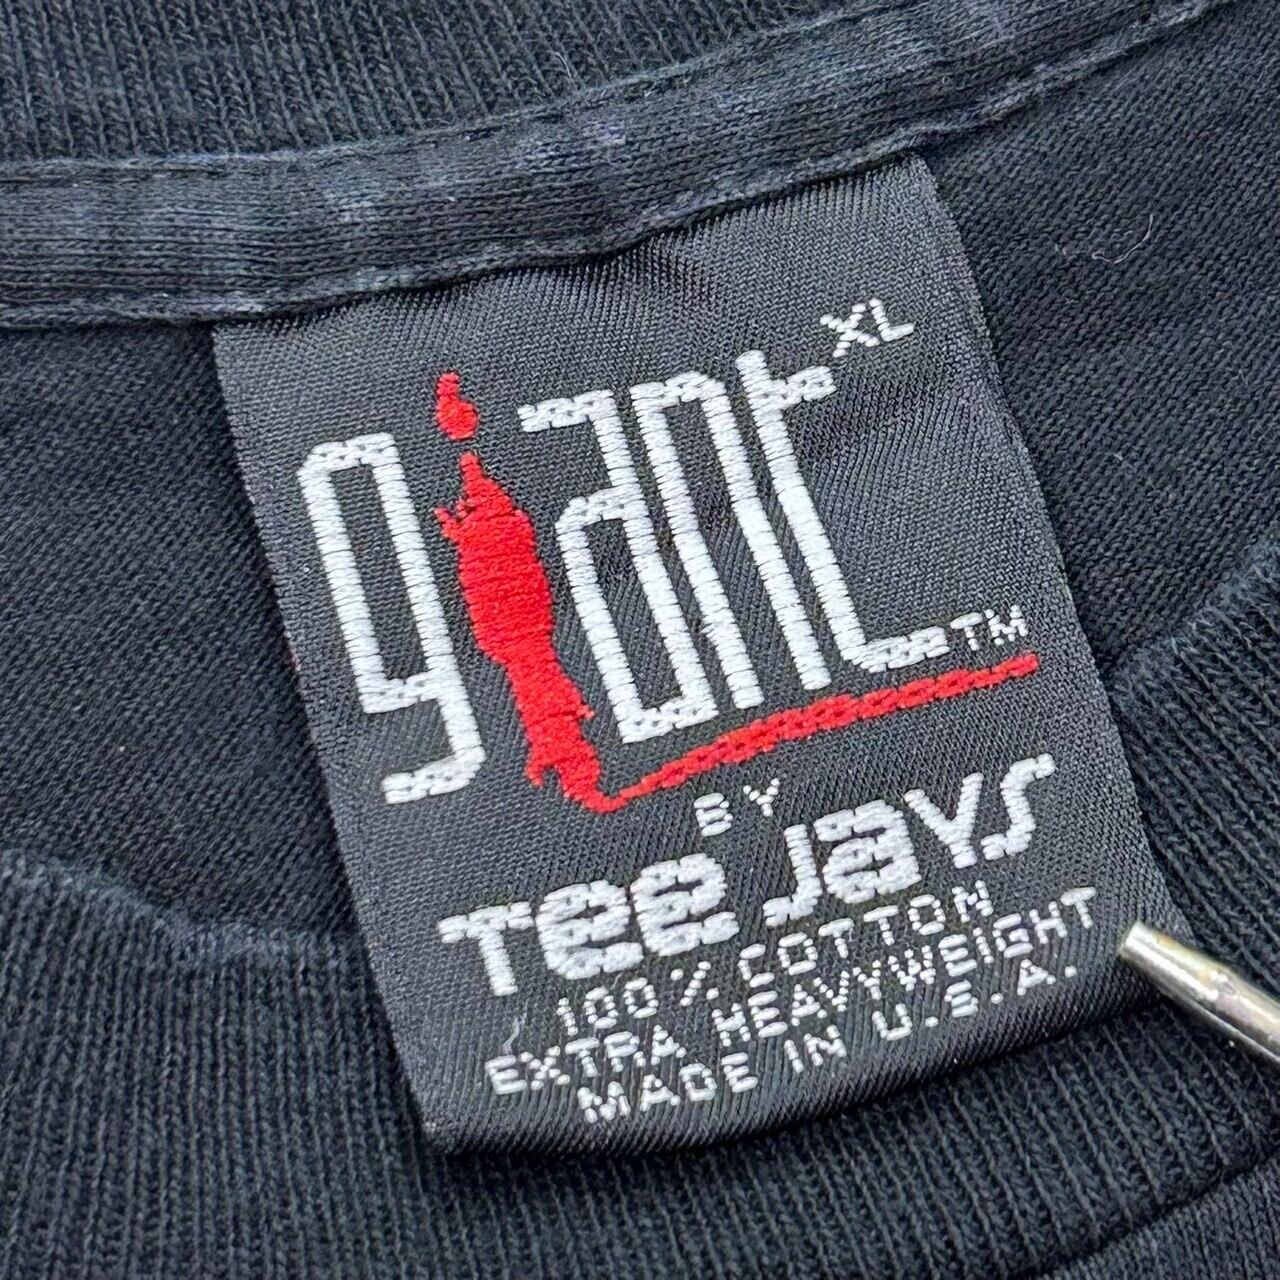 XL
giant TM
BY
Tee Jays
100% COTTON
EXTRA HEAVYWEIGHT
MADE IN U.S.A.